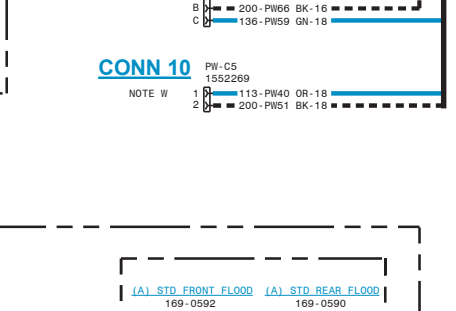 B 200-PW66 BK-16
C 136-PW59 GN-18
CONN 10 PW-C5
1552269
NOTE W 1 113-PW40 OR-18
2 200-PW51 BK-18
(A) STD FRONT FLOOD (A) STD REAR FLOOD
169-0592 169-0590